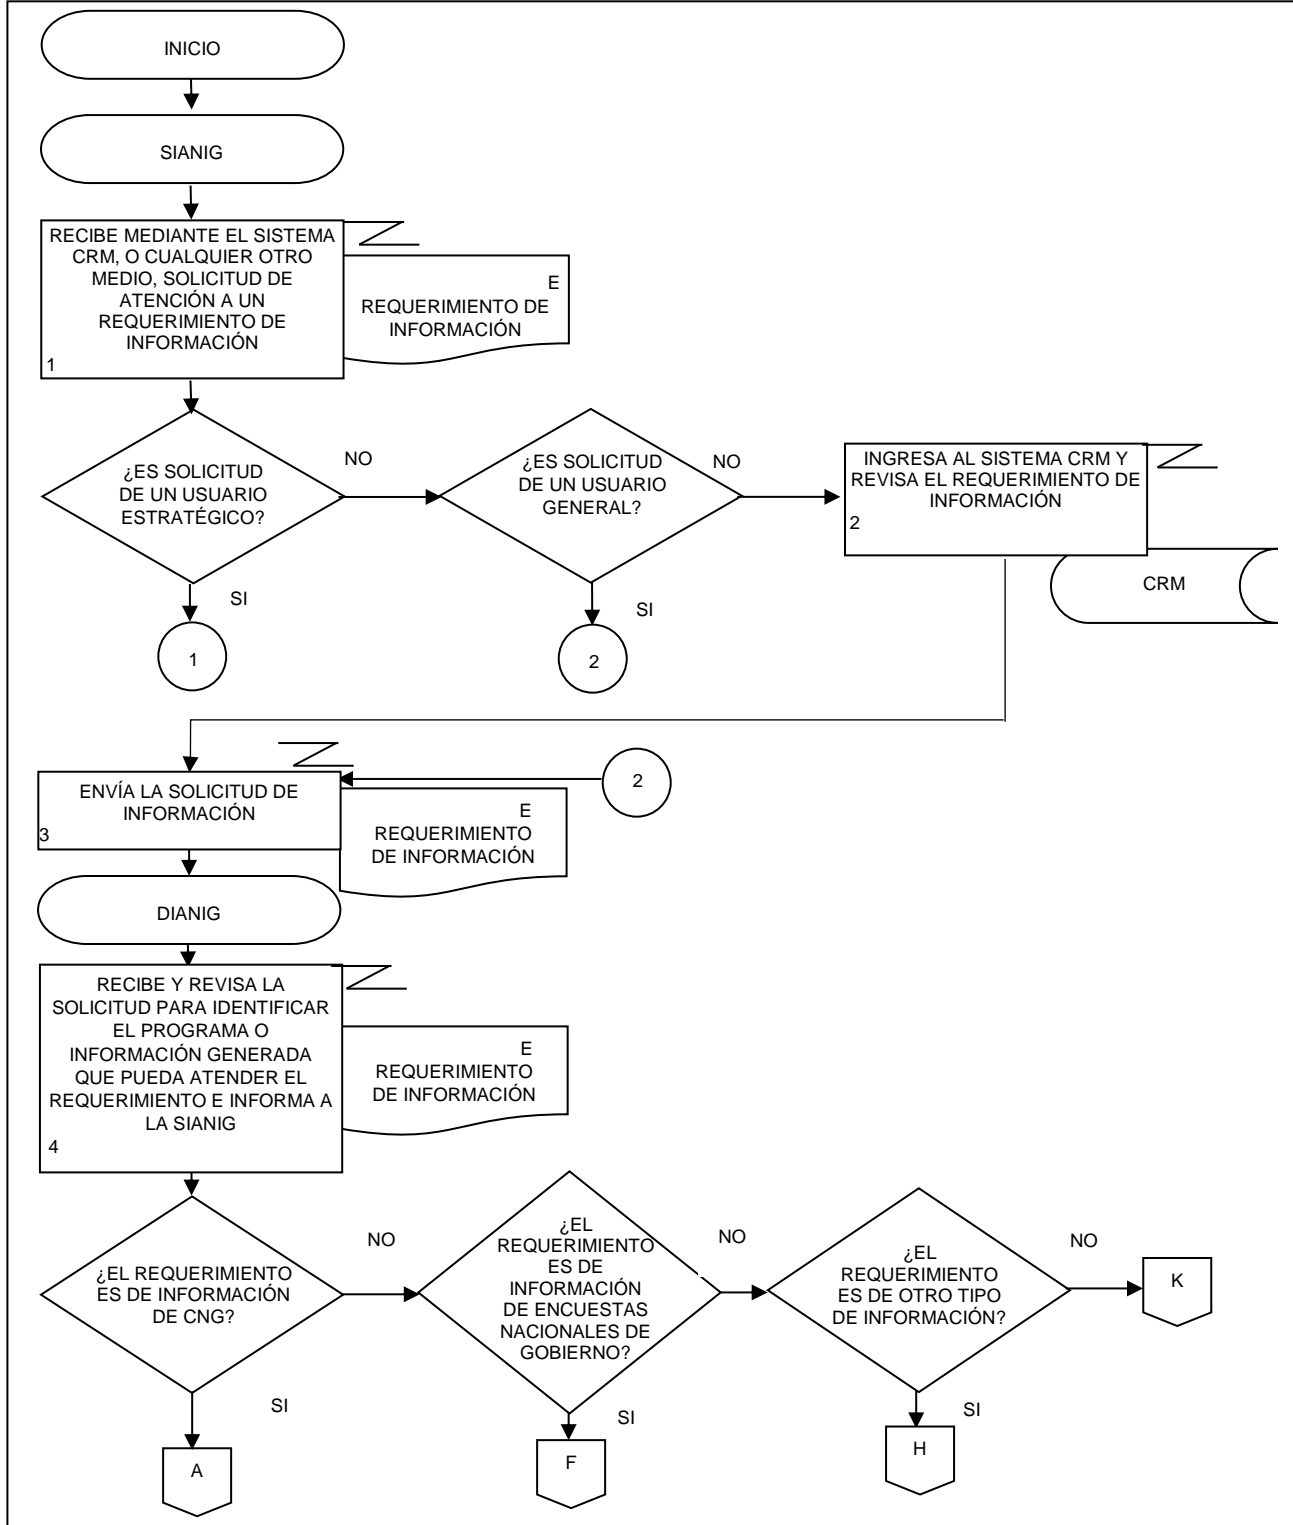 INICIO
SIANIG
RECIBE MEDIANTE EL SISTEMA
CRM, O CUALQUIER OTRO
MEDIO, SOLICITUD DE
ATENCIÓN A UN
REQUERIMIENTO DE
INFORMACIÓN
1
E
REQUERIMIENTO DE
INFORMACIÓN
¿ES SOLICITUD
DE UN USUARIO
ESTRATÉGICO?
NO
SI
1
¿ES SOLICITUD
DE UN USUARIO
GENERAL?
NO
SI
2
INGRESA AL SISTEMA CRM Y
REVISA EL REQUERIMIENTO DE
INFORMACIÓN
2
CRM
ENVÍA LA SOLICITUD DE
INFORMACIÓN
3
2
E
REQUERIMIENTO
DE INFORMACIÓN
DIANIG
RECIBE Y REVISA LA
SOLICITUD PARA IDENTIFICAR
EL PROGRAMA O
INFORMACIÓN GENERADA
QUE PUEDA ATENDER EL
REQUERIMIENTO E INFORMA A
LA SIANIG
4
E
REQUERIMIENTO
DE INFORMACIÓN
¿EL REQUERIMIENTO
ES DE INFORMACIÓN
DE CNG?
NO
SI
A
¿EL
REQUERIMIENTO
ES DE
INFORMACIÓN
DE ENCUESTAS
NACIONALES DE
GOBIERNO?
NO
SI
F
¿EL
REQUERIMIENTO
ES DE OTRO TIPO
DE INFORMACIÓN?
NO
SI
H
K